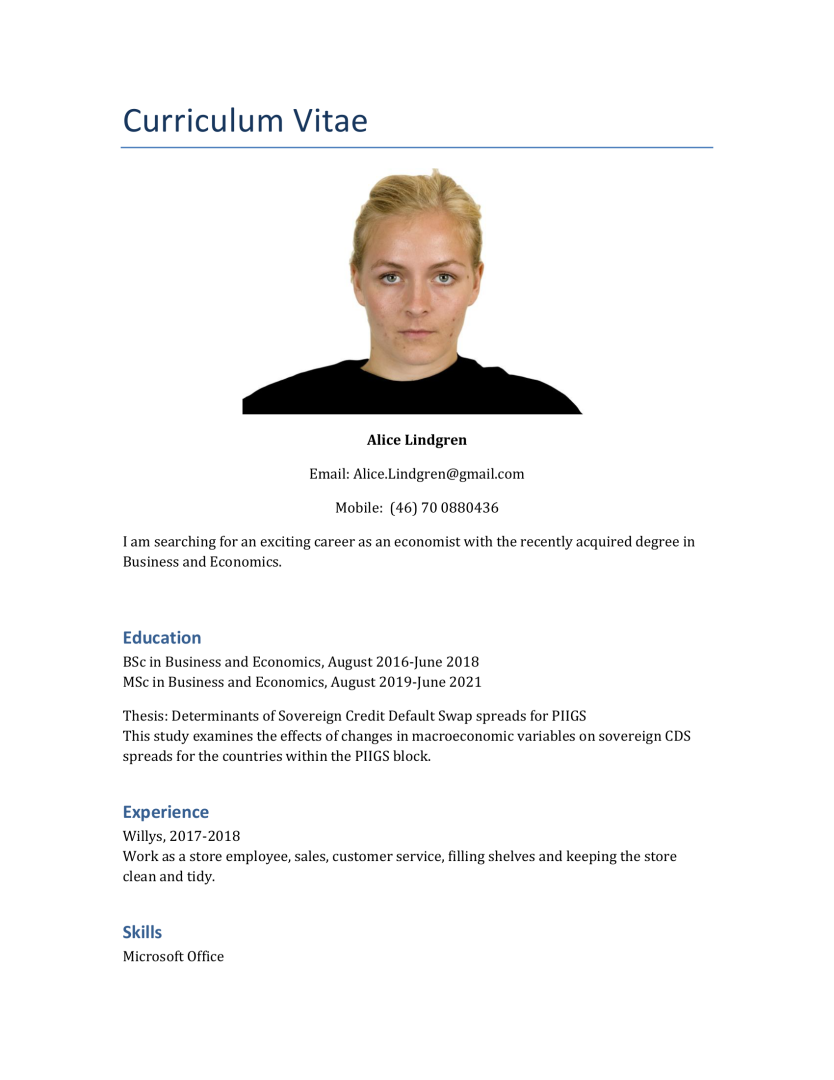 Curriculum Vitae
Alice Lindgren
Email: Alice.Lindgren@gmail.com
Mobile:  (46) 70 0880436
I am searching for an exciting career as an economist with the recently acquired degree in
Business and Economics.
Education
BSc in Business and Economics, August 2016-June 2018
MSc in Business and Economics, August 2019-June 2021
Thesis: Determinants of Sovereign Credit Default Swap spreads for PIIGS
This study examines the effects of changes in macroeconomic variables on sovereign CDS
spreads for the countries within the PIIGS block.
Experience
Willys, 2017-2018
Work as a store employee, sales, customer service, filling shelves and keeping the store
clean and tidy.
Skills
Microsoft Office